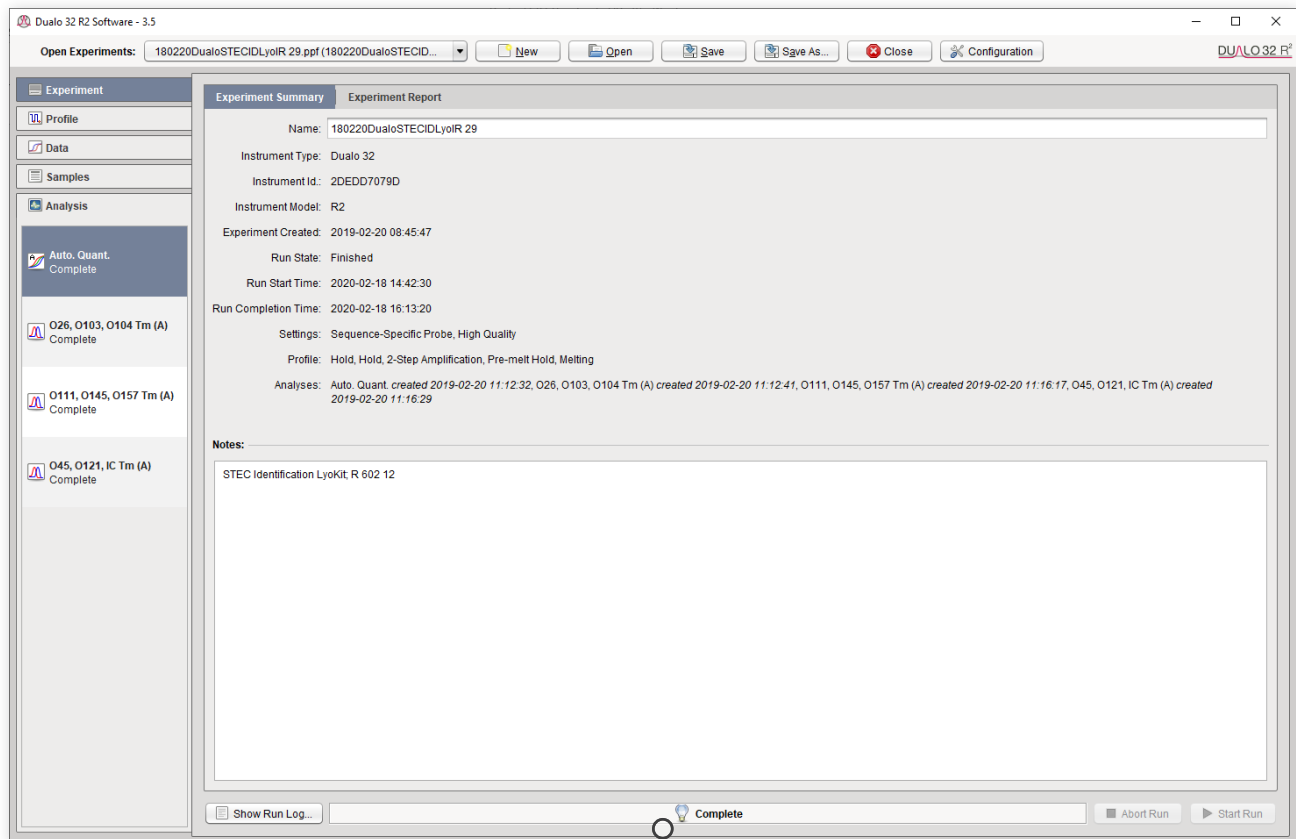 Dualo 32 R2 Software - 3.5
Open Experiments: 180220DualoSTECIDLyoIR 29.ppf (180220DualoSTECID... New Open Save Save As... Close Configuration DUALO 32 R²
Experiment
Profile
Data
Samples
Analysis
Auto. Quant.
Complete
O26, O103, O104 Tm (A)
Complete
O111, O145, O157 Tm (A)
Complete
O45, O121, IC Tm (A)
Complete
Experiment Summary Experiment Report
Name: 180220DualoSTECIDLyoIR 29
Instrument Type: Dualo 32
Instrument Id.: 2DEDD7079D
Instrument Model: R2
Experiment Created: 2019-02-20 08:45:47
Run State: Finished
Run Start Time: 2020-02-18 14:42:30
Run Completion Time: 2020-02-18 16:13:20
Settings: Sequence-Specific Probe, High Quality
Profile: Hold, Hold, 2-Step Amplification, Pre-melt Hold, Melting
Analyses: Auto. Quant. created 2019-02-20 11:12:32, O26, O103, O104 Tm (A) created 2019-02-20 11:12:41, O111, O145, O157 Tm (A) created 2019-02-20 11:16:17, O45, O121, IC Tm (A) created
2019-02-20 11:16:29
Notes:
STEC Identification LyoKit; R 602 12
Show Run Log... Complete Abort Run Start Run